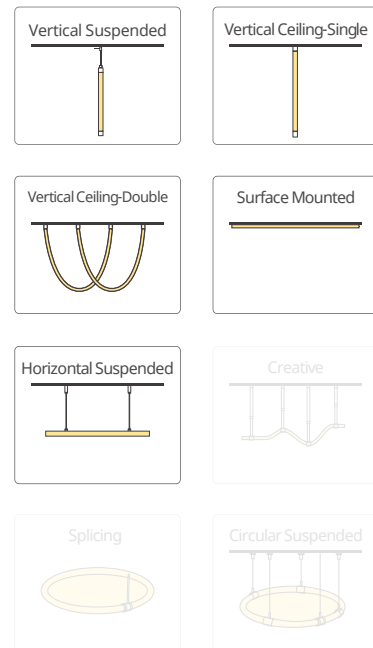 Vertical Suspended
Vertical Ceiling-Single
Vertical Ceiling-Double
Surface Mounted
Horizontal Suspended
Creative
Splicing
Circular Suspended